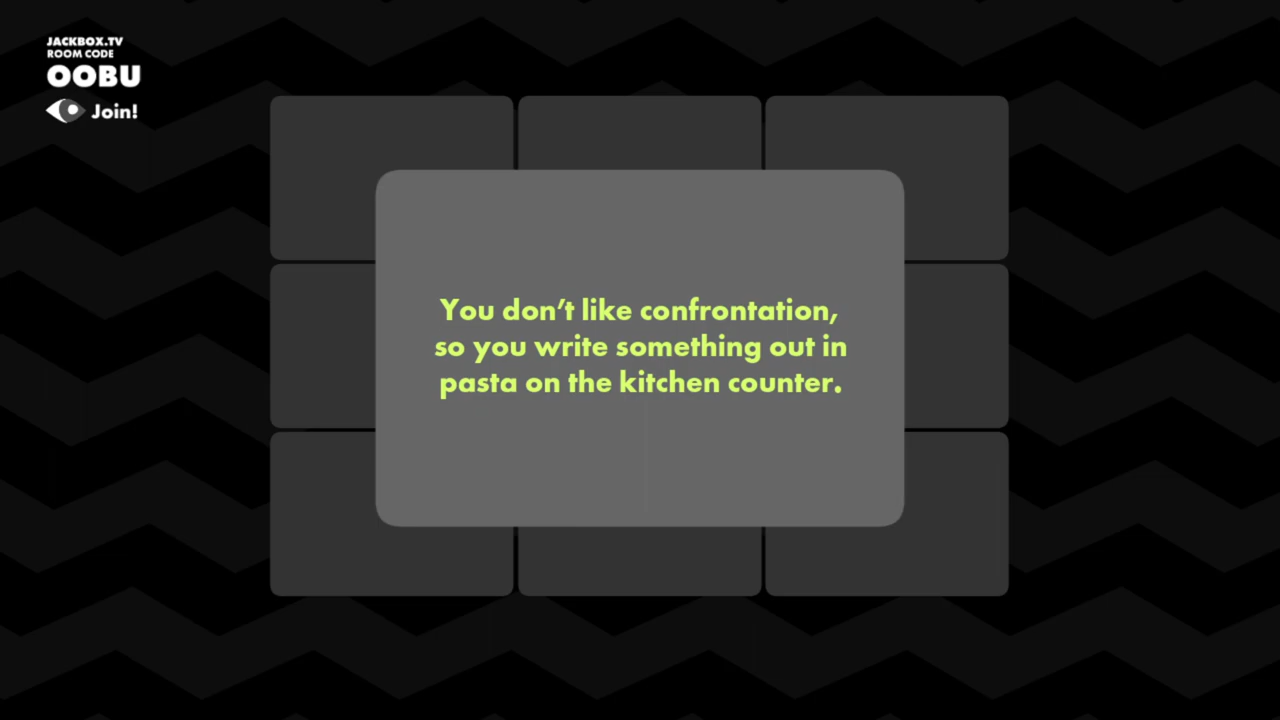 JACKBOX.TV
ROOM CODE
OOBU
Join!
You don't like confrontation,
so you write something out in
pasta on the kitchen counter.